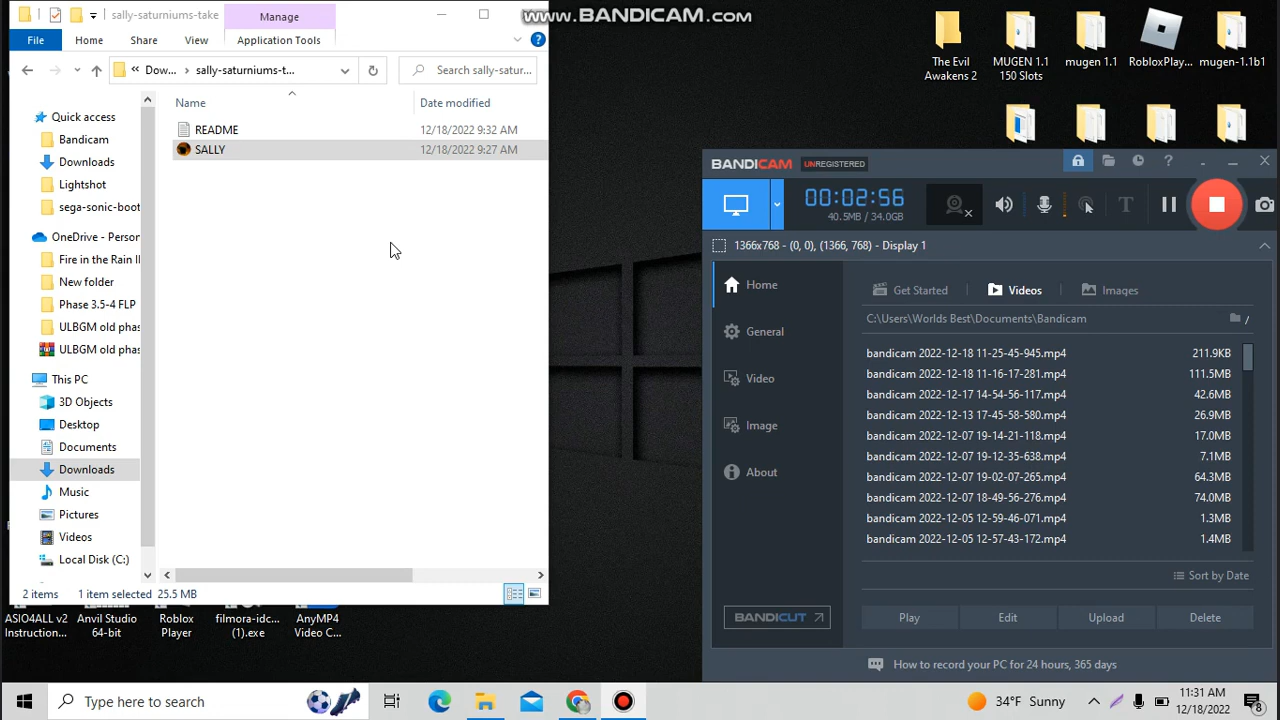 sally-saturniums-take
Manage
www.BANDICAM.com
File
Home
Share
View
Application Tools
Dow...
sally-saturniums-t...
Search sally-satur...
Name
Date modified
README
12/18/2022 9:32 AM
SALLY
12/18/2022 9:27 AM
Quick access
Bandicam
Downloads
Lightshot
sega-sonic-boot
OneDrive - Person
Fire in the Rain II
New folder
Phase 3.5-4 FLP
ULBGM old phas
ULBGM old phas
This PC
3D Objects
Desktop
Documents
Downloads
Music
Pictures
Videos
Local Disk (C:)
2 items
1 item selected 25.5 MB
The Evil
Awakens 2
MUGEN 1.1
150 Slots
mugen 1.1
RobloxPlay...
mugen-1.1b1
BANDICAM
UNREGISTERED
00:02:56
40.5MB / 34.0GB
1366x768 - (0, 0), (1366, 768) - Display 1
Home
General
Video
Image
About
BANDICUT
Get Started
Videos
Images
C:\Users\Worlds Best\Documents\Bandicam
bandicam 2022-12-18 11-25-45-945.mp4 211.9KB
bandicam 2022-12-18 11-16-17-281.mp4 111.5MB
bandicam 2022-12-17 14-54-56-117.mp4 42.6MB
bandicam 2022-12-13 17-45-58-580.mp4 26.9MB
bandicam 2022-12-07 19-14-21-118.mp4 17.0MB
bandicam 2022-12-07 19-12-35-638.mp4 7.1MB
bandicam 2022-12-07 19-02-07-265.mp4 64.3MB
bandicam 2022-12-07 18-49-56-276.mp4 74.0MB
bandicam 2022-12-05 12-59-46-071.mp4 1.3MB
bandicam 2022-12-05 12-57-43-172.mp4 1.4MB
Sort by Date
Play
Edit
Upload
Delete
How to record your PC for 24 hours, 365 days
ASIO4ALL v2
Instruction...
Anvil Studio
64-bit
Roblox
Player
filmora-idc...
(1).exe
AnyMP4
Video C...
Type here to search
34°F Sunny
11:31 AM
12/18/2022
8